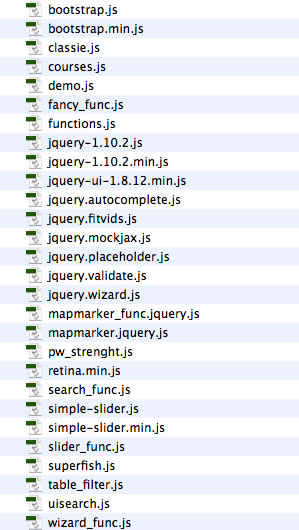 bootstrap.js
bootstrap.min.js
classie.js
courses.js
demo.js
fancy_func.js
functions.js
jquery-1.10.2.js
jquery-1.10.2.min.js
jquery-ui-1.8.12.min.js
jquery.autocomplete.js
jquery.fitvids.js
jquery.mockjax.js
jquery.placeholder.js
jquery.validate.js
jquery.wizard.js
mapmarker_func.jquery.js
mapmarker.jquery.js
pw_strenght.js
retina.min.js
search_func.js
simple-slider.js
simple-slider.min.js
slider_func.js
superfish.js
table_filter.js
uisearch.js
wizard_func.js